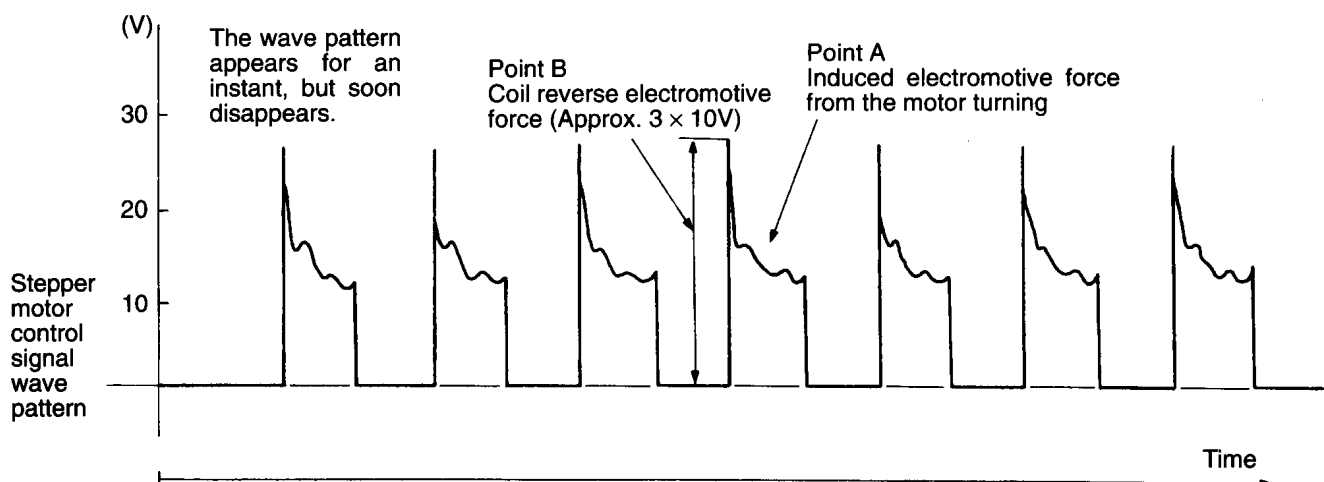 (V)
The wave pattern
appears for an
instant, but soon
disappears.
Point B
Coil reverse electromotive
force (Approx. 3 × 10V)
Point A
Induced electromotive force
from the motor turning
30
20
10
Stepper
motor
control
signal
wave
pattern
Time